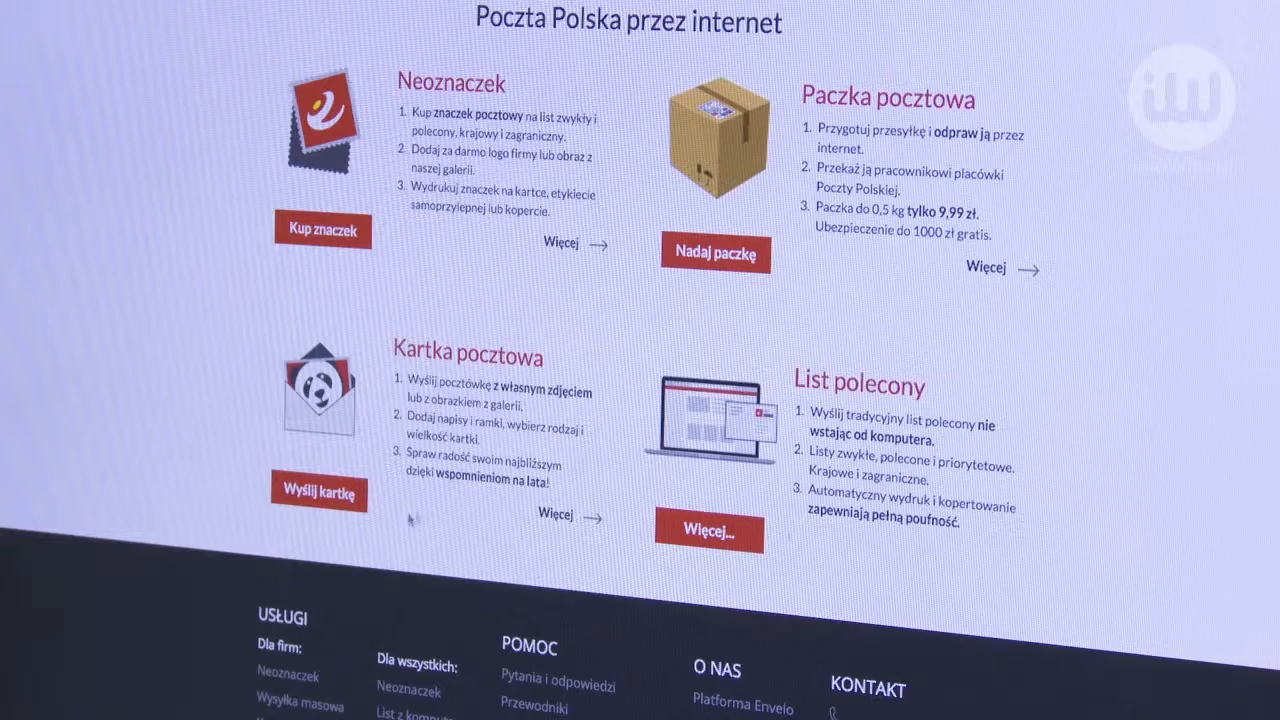 Poczta Polska przez internet
Neoznaczek
1. Kup znaczek pocztowy na list zwykły i
polecony, krajowy i zagraniczny.
2. Dodaj za darmo logo firmy lub obraz z
naszej galerii.
3. Wydrukuj znaczek na kartce, etykiecie
samoprzylepnej lub kopercie.
Kup znaczek
Więcej
Paczka pocztowa
1. Przygotuj przesyłkę i odpraw ją przez
internet.
2. Przekaż ją pracownikowi placówki
Poczty Polskiej.
3. Paczka do 0,5 kg tylko 9,99 zł.
Ubezpieczenie do 1000 zł gratis.
Nadaj paczkę
Więcej
Kartka pocztowa
1. Wyślij pocztówkę z własnym zdjęciem
lub z obrazkiem z galerii.
2. Dodaj napisy i ramki, wybierz rodzaj i
wielkość kartki.
3. Spraw radość swoim najbliższym
dzięki wspomnieniom na lata!
Wyślij kartkę
Więcej
List polecony
1. Wyślij tradycyjny list polecony nie
wstając od komputera.
2. Listy zwykłe, polecone i priorytetowe.
Krajowe i zagraniczne.
3. Automatyczny wydruk i kopertowanie
zapewniają pełną poufność.
Więcej...
USŁUGI
Dla firm:
Neoznaczek
Wysyłka masowa
Dla wszystkich:
Neoznaczek
List z
POMOC
Pytania i odpowiedzi
Przewodniki
O NAS
Platforma Envelo
KONTAKT
iW